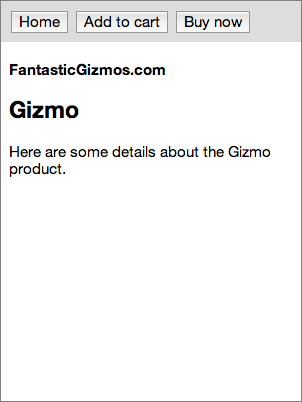 Home Add to cart Buy now
FantasticGizmos.com
Gizmo
Here are some details about the Gizmo
product.